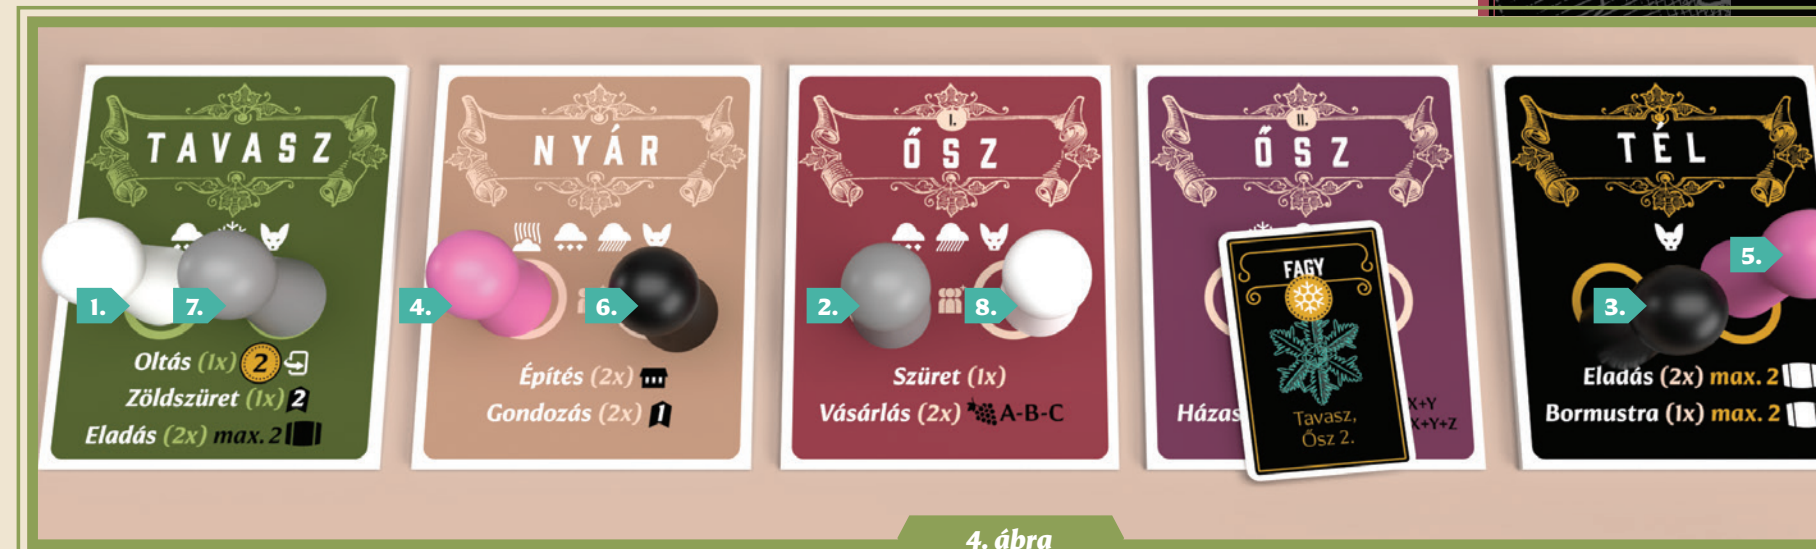 TAVASZ
1.
7.
Oltás (1x) 2
Zöldszüret (1x) 2
Eladás (2x) max. 2
NYÁR
4.
6.
Építés (2x)
Gondozás (2x) 1
I.
ŐSZ
2.
8.
Szüret (1x)
Vásárlás (2x) A-B-C
II.
ŐSZ
Házas
X+Y
X+Y+Z
FAGY
Tavasz,
Ősz 2.
TÉL
5.
3.
Eladás (2x) max. 2
Bormustra (1x) max. 2
4. ábra